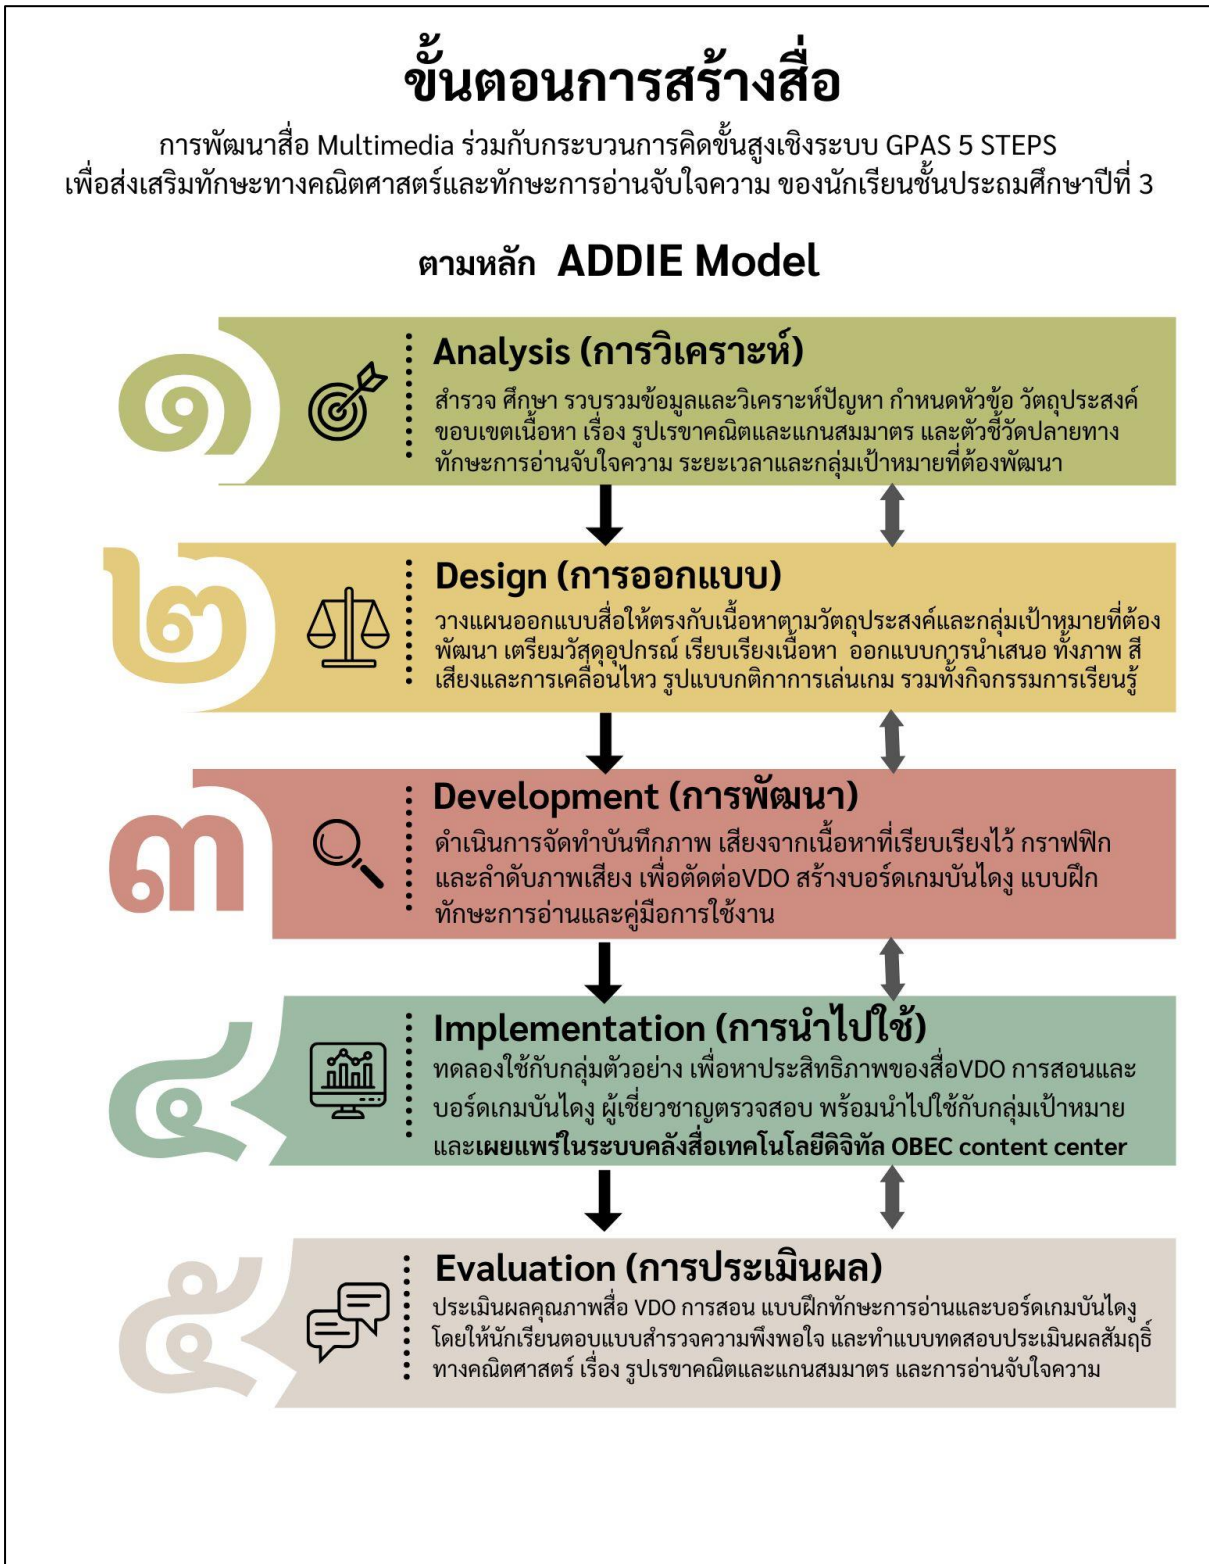 ขั้นตอนการสร้างสื่อ
การพัฒนาสื่อ Multimedia ร่วมกับกระบวนการคิดขั้นสูงเชิงระบบ GPAS 5 STEPS
เพื่อส่งเสริมทักษะทางคณิตศาสตร์และทักษะการอ่านจับใจความ ของนักเรียนชั้นประถมศึกษาปีที่ 3
ตามหลัก ADDIE Model
๑
Analysis (การวิเคราะห์)
สำรวจ ศึกษา รวบรวมข้อมูลและวิเคราะห์ปัญหา กำหนดหัวข้อ วัตถุประสงค์
ขอบเขตเนื้อหา เรื่อง รูปเรขาคณิตและแกนสมมาตร และตัวชี้วัดปลายทาง
ทักษะการอ่านจับใจความ ระยะเวลาและกลุ่มเป้าหมายที่ต้องพัฒนา
๒
Design (การออกแบบ)
วางแผนออกแบบสื่อให้ตรงกับเนื้อหาตามวัตถุประสงค์และกลุ่มเป้าหมายที่ต้อง
พัฒนา เตรียมวัสดุอุปกรณ์ เรียบเรียงเนื้อหา ออกแบบการนำเสนอ ทั้งภาพ สี
เสียงและการเคลื่อนไหว รูปแบบกติกาการเล่นเกม รวมทั้งกิจกรรมการเรียนรู้
๓
Development (การพัฒนา)
ดำเนินการจัดทำบันทึกภาพ เสียงจากเนื้อหาที่เรียบเรียงไว้ กราฟฟิก
และลำดับภาพเสียง เพื่อตัดต่อVDO สร้างบอร์ดเกมบันไดงู แบบฝึก
ทักษะการอ่านและคู่มือการใช้งาน
๔
Implementation (การนำไปใช้)
ทดลองใช้กับกลุ่มตัวอย่าง เพื่อหาประสิทธิภาพของสื่อVDO การสอนและ
บอร์ดเกมบันไดงู ผู้เชี่ยวชาญตรวจสอบ พร้อมนำไปใช้กับกลุ่มเป้าหมาย
และเผยแพร่ในระบบคลังสื่อเทคโนโลยีดิจิทัล OBEC content center
๕
Evaluation (การประเมินผล)
ประเมินผลคุณภาพสื่อ VDO การสอน แบบฝึกทักษะการอ่านและบอร์ดเกมบันไดงู
โดยให้นักเรียนตอบแบบสำรวจความพึงพอใจ และทำแบบทดสอบประเมินผลสัมฤทธิ์
ทางคณิตศาสตร์ เรื่อง รูปเรขาคณิตและแกนสมมาตร และการอ่านจับใจความ